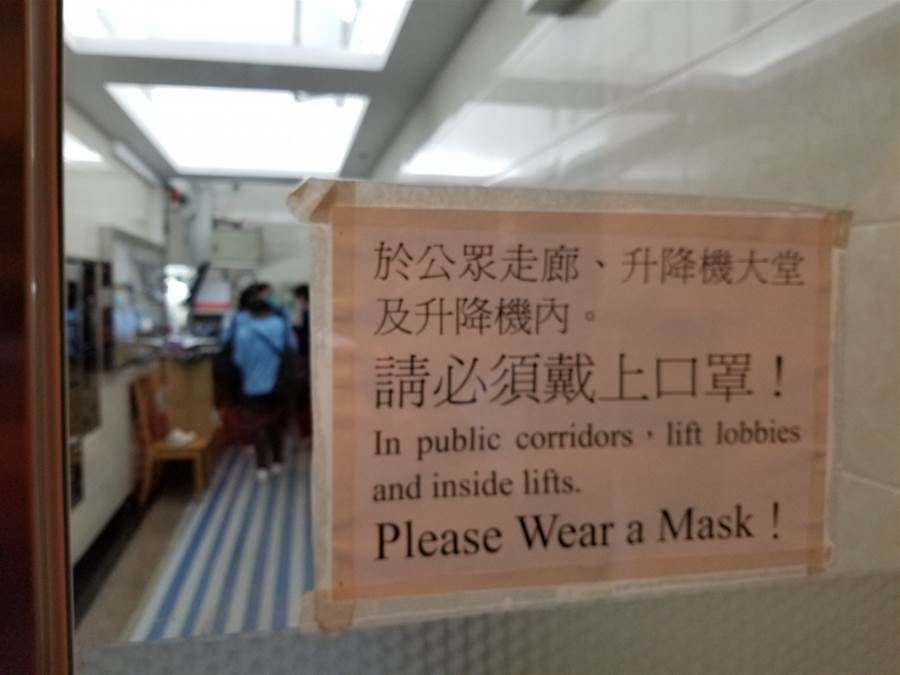 於公眾走廊、升降機大堂
及升降機內。
請必須戴上口罩！
In public corridors，lift lobbies
and inside lifts.
Please Wear a Mask！